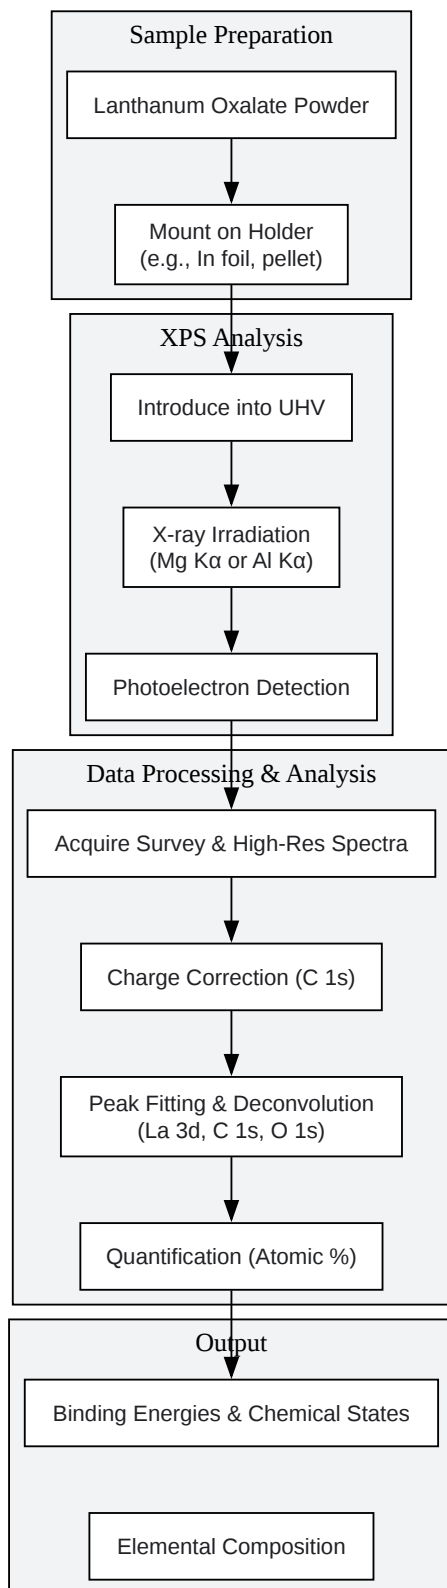 Sample Preparation
Lanthanum Oxalate Powder
Mount on Holder
(e.g., In foil, pellet)
XPS Analysis
Introduce into UHV
X-ray Irradiation
(Mg Kα or Al Kα)
Photoelectron Detection
Data Processing & Analysis
Acquire Survey & High-Res Spectra
Charge Correction (C 1s)
Peak Fitting & Deconvolution
(La 3d, C 1s, O 1s)
Quantification (Atomic %)
Output
Binding Energies & Chemical States
Elemental Composition